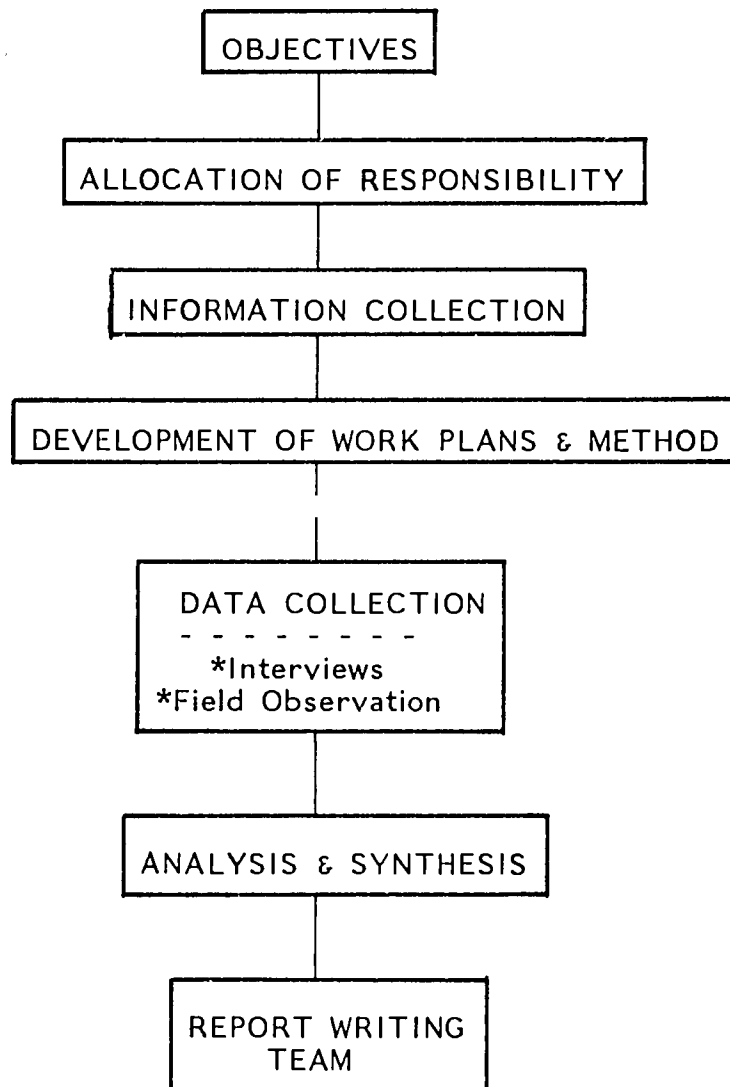 OBJECTIVES
ALLOCATION OF RESPONSIBILITY
INFORMATION COLLECTION
DEVELOPMENT OF WORK PLANS & METHOD
DATA COLLECTION
- - - - - - - -
*Interviews
*Field Observation
ANALYSIS & SYNTHESIS
REPORT WRITING
TEAM